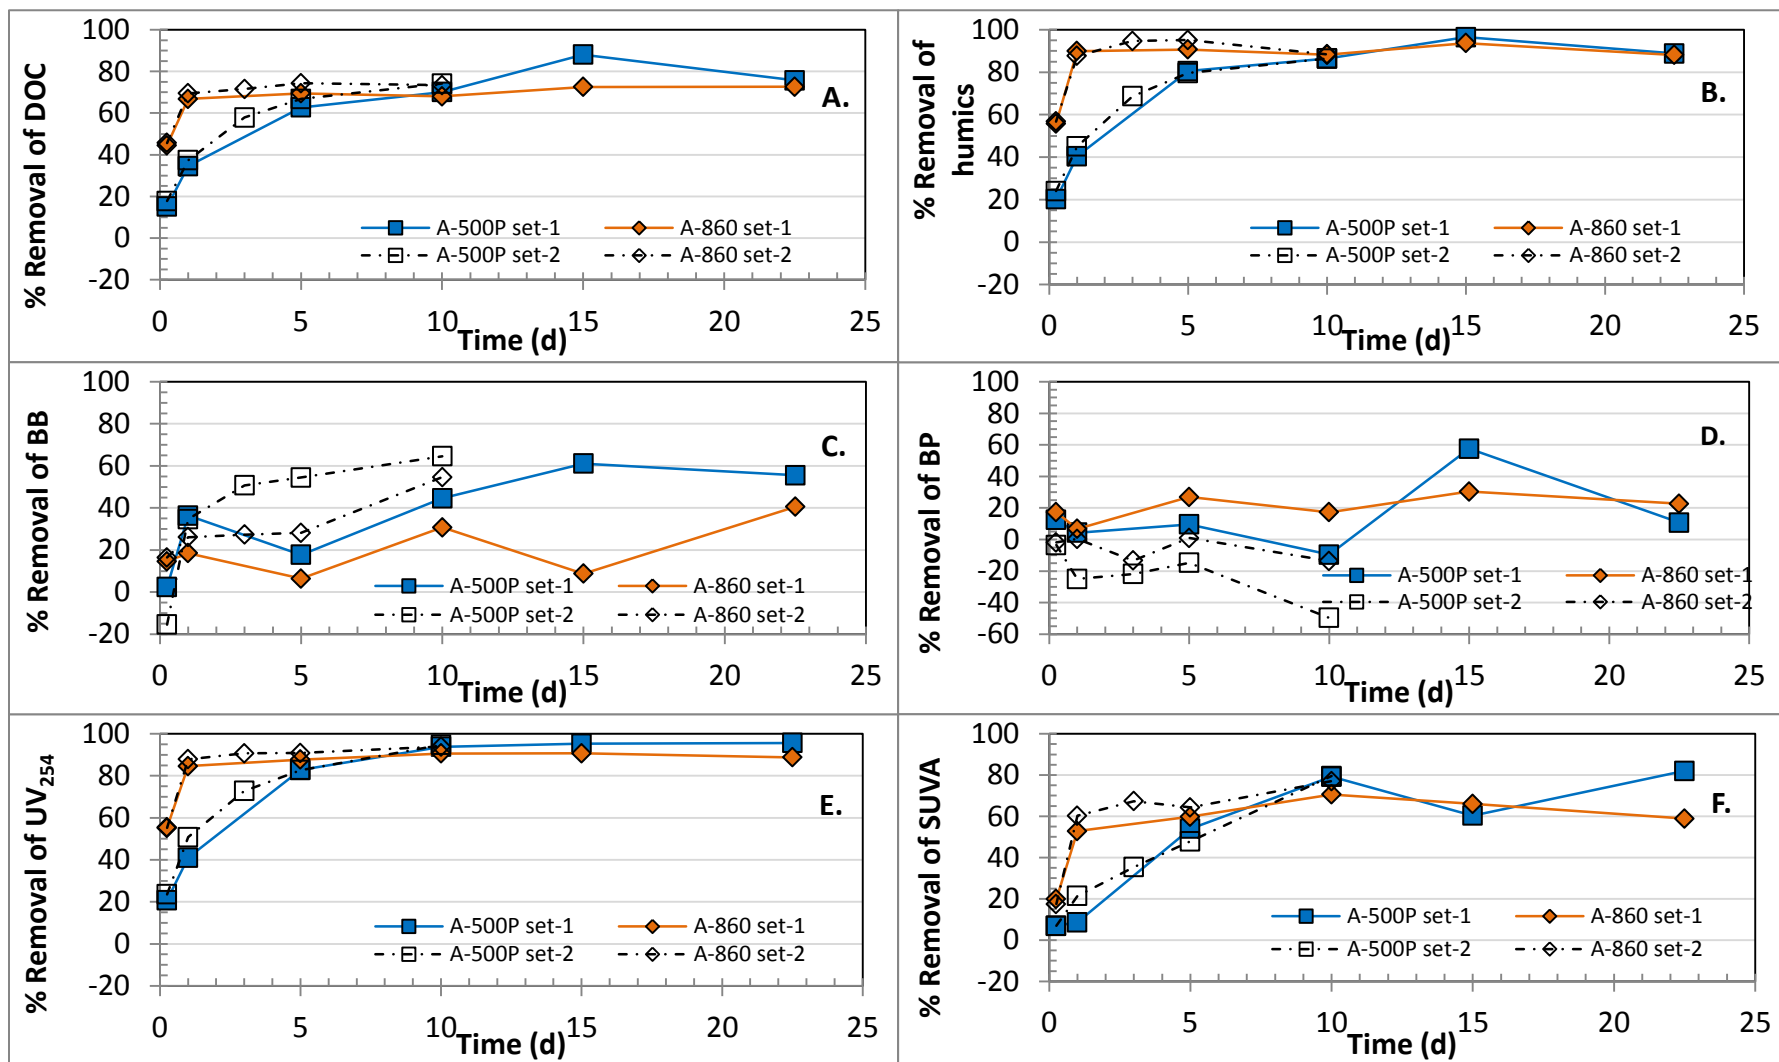 % Removal of DOC
100
80
60
40
20
0
-20
A.
A-500P set-1
A-860 set-1
A-500P set-2
A-860 set-2
0 5 10 15 20 25
Time (d)
% Removal of
humics
100
80
60
40
20
0
-20
B.
A-500P set-1
A-860 set-1
A-500P set-2
A-860 set-2
0 5 10 15 20 25
Time (d)
% Removal of BB
100
80
60
40
20
0
-20
C.
A-500P set-1
A-860 set-1
A-500P set-2
A-860 set-2
0 5 10 15 20 25
Time (d)
% Removal of BP
100
80
60
40
20
0
-20
-40
-60
D.
A-500P set-1
A-860 set-1
A-500P set-2
A-860 set-2
0 5 10 15 20 25
Time (d)
% Removal of UV254
100
80
60
40
20
0
-20
E.
A-500P set-1
A-860 set-1
A-500P set-2
A-860 set-2
0 5 10 15 20 25
Time (d)
% Removal of SUVA
100
80
60
40
20
0
-20
F.
A-500P set-1
A-860 set-1
A-500P set-2
A-860 set-2
0 5 10 15 20 25
Time (d)